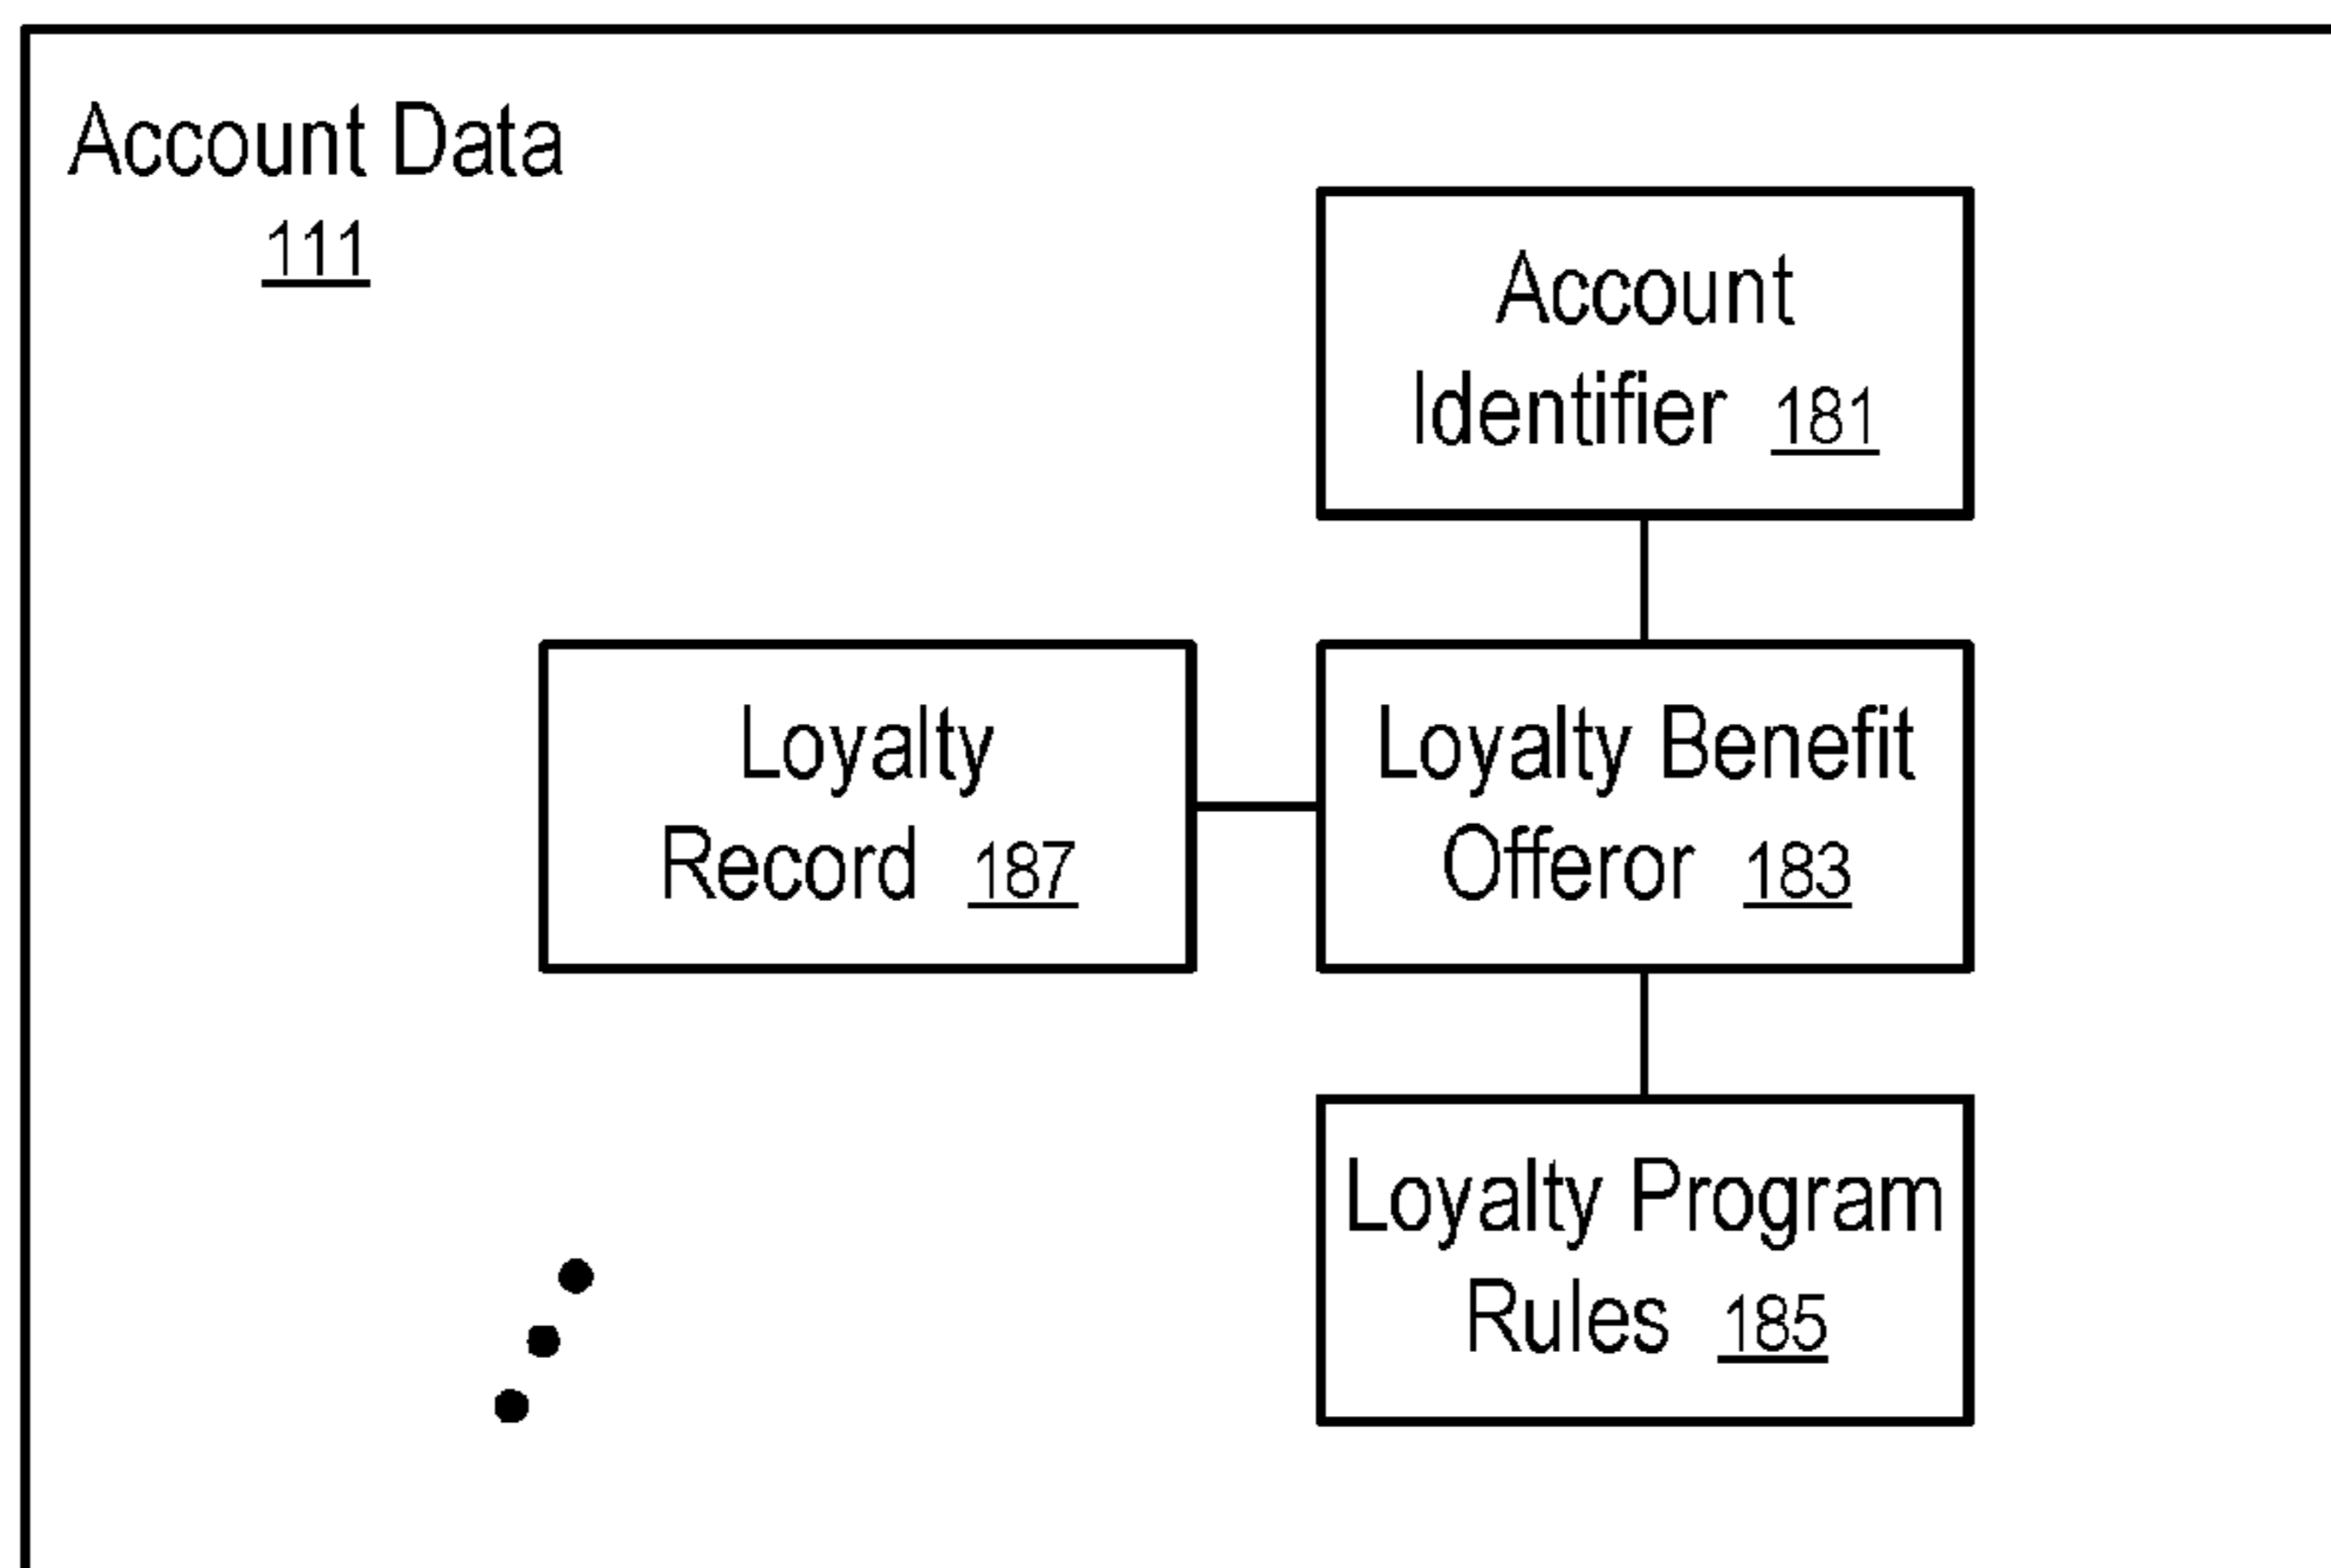 Account Data
111
Account
Identifier 181
Loyalty
Record 187
Loyalty Benefit
Offeror 183
Loyalty Program
Rules 185